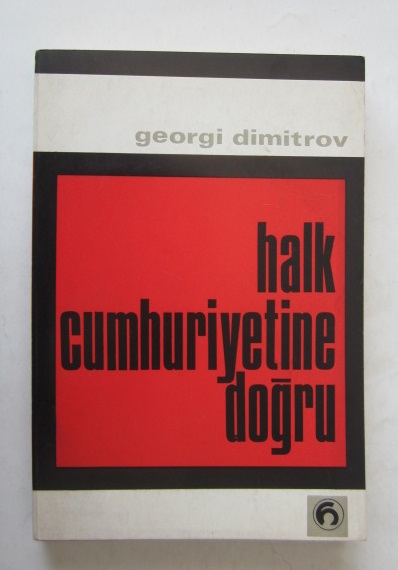 georgi dimitrov
halk
cumhuriyetine
doğru